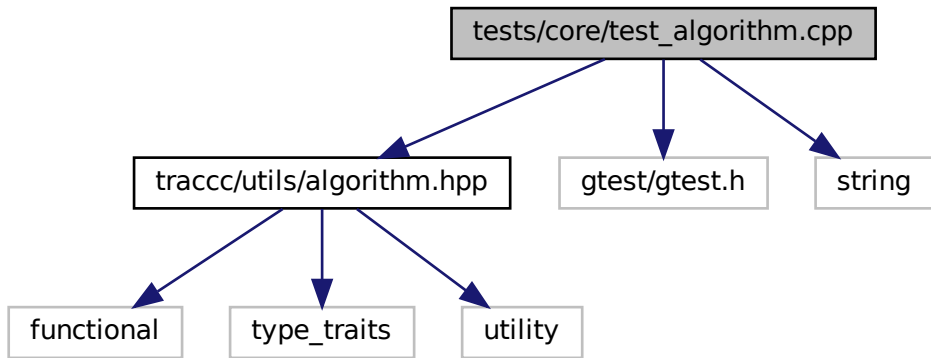 tests/core/test_algorithm.cpp
traccc/utils/algorithm.hpp
gtest/gtest.h
string
functional
type_traits
utility